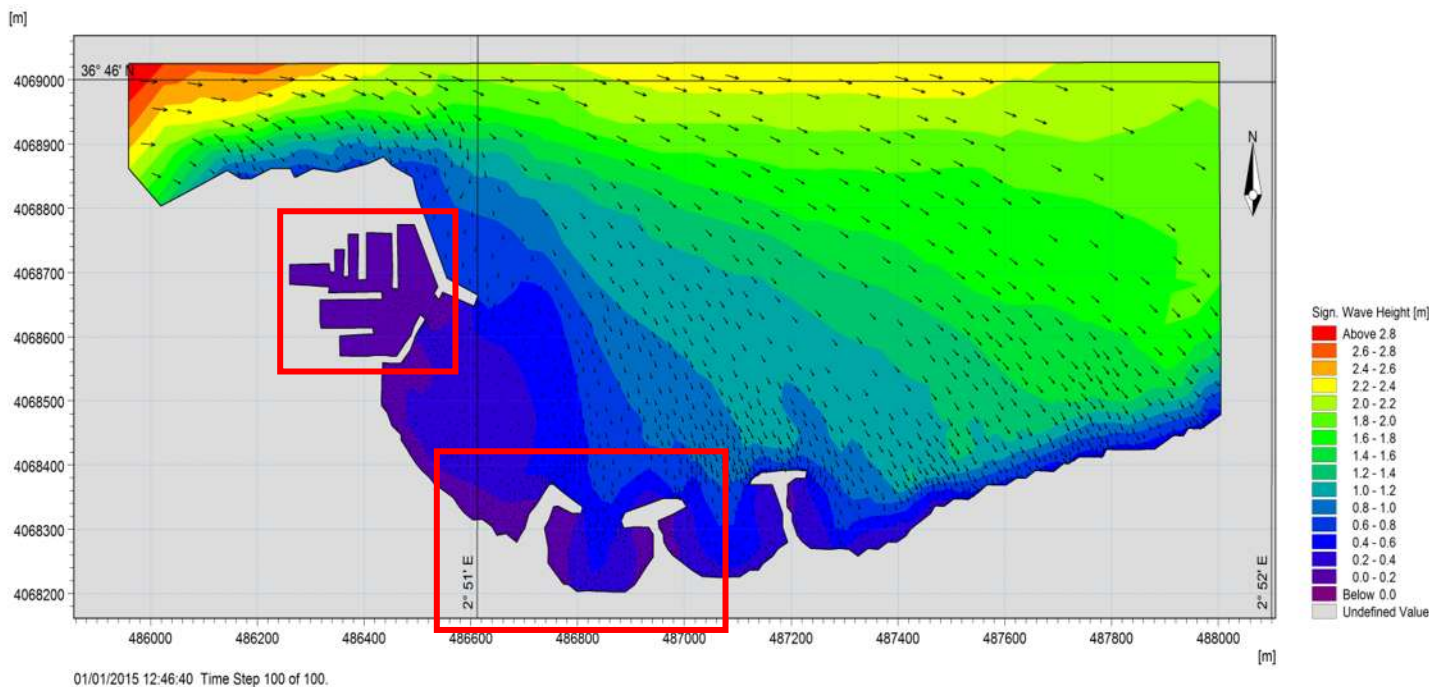 [m]
36° 46' N
4069000
4068900
4068800
4068700
4068600
4068500
4068400
4068300
4068200
N
2° 51' E
2° 52' E
486000 486200 486400 486600 486800 487000 487200 487400 487600 487800 488000
[m]
01/01/2015 12:46:40 Time Step 100 of 100.
Sign. Wave Height [m]
Above 2.8
2.6 - 2.8
2.4 - 2.6
2.2 - 2.4
2.0 - 2.2
1.8 - 2.0
1.6 - 1.8
1.4 - 1.6
1.2 - 1.4
1.0 - 1.2
0.8 - 1.0
0.6 - 0.8
0.4 - 0.6
0.2 - 0.4
0.0 - 0.2
Below 0.0
Undefined Value